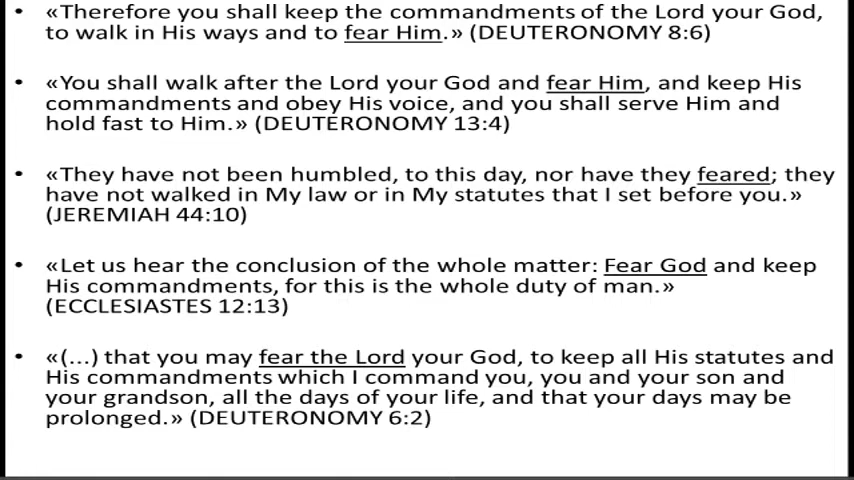 • «Therefore you shall keep the commandments of the Lord your God,
to walk in His ways and to fear Him.» (DEUTERONOMY 8:6)
• «You shall walk after the Lord your God and fear Him, and keep His
commandments and obey His voice, and you shall serve Him and
hold fast to Him.» (DEUTERONOMY 13:4)
• «They have not been humbled, to this day, nor have they feared; they
have not walked in My law or in My statutes that I set before you.»
(JEREMIAH 44:10)
• «Let us hear the conclusion of the whole matter: Fear God and keep
His commandments, for this is the whole duty of man.»
(ECCLESIASTES 12:13)
• «(...) that you may fear the Lord your God, to keep all His statutes and
His commandments which I command you, you and your son and
your grandson, all the days of your life, and that your days may be
prolonged.» (DEUTERONOMY 6:2)